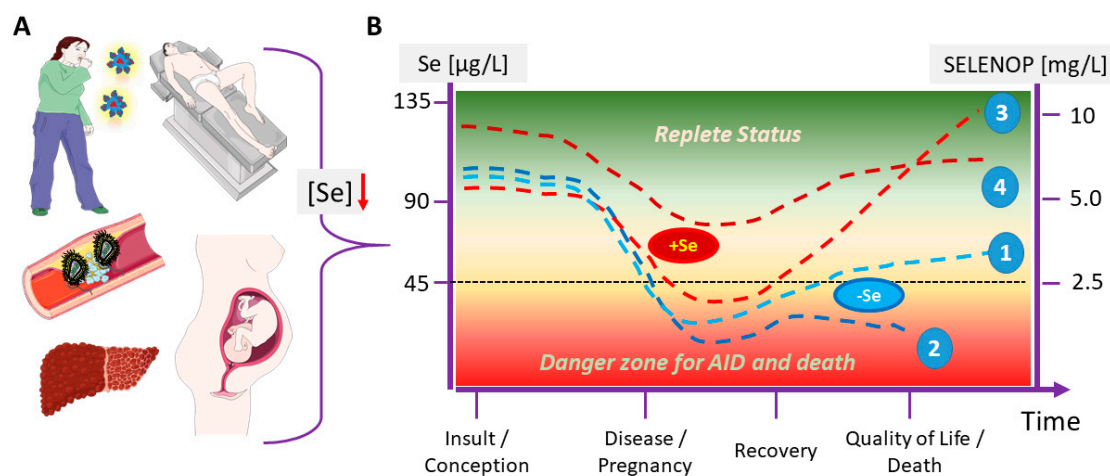 A
B
[Se]
Se [µg/L]
SELENOP [mg/L]
135
90
45
10
5.0
2.5
Replete Status
+Se
-Se
Danger zone for AID and death
3
4
1
2
Time
Insult /
Conception
Disease /
Pregnancy
Recovery
Quality of Life /
Death